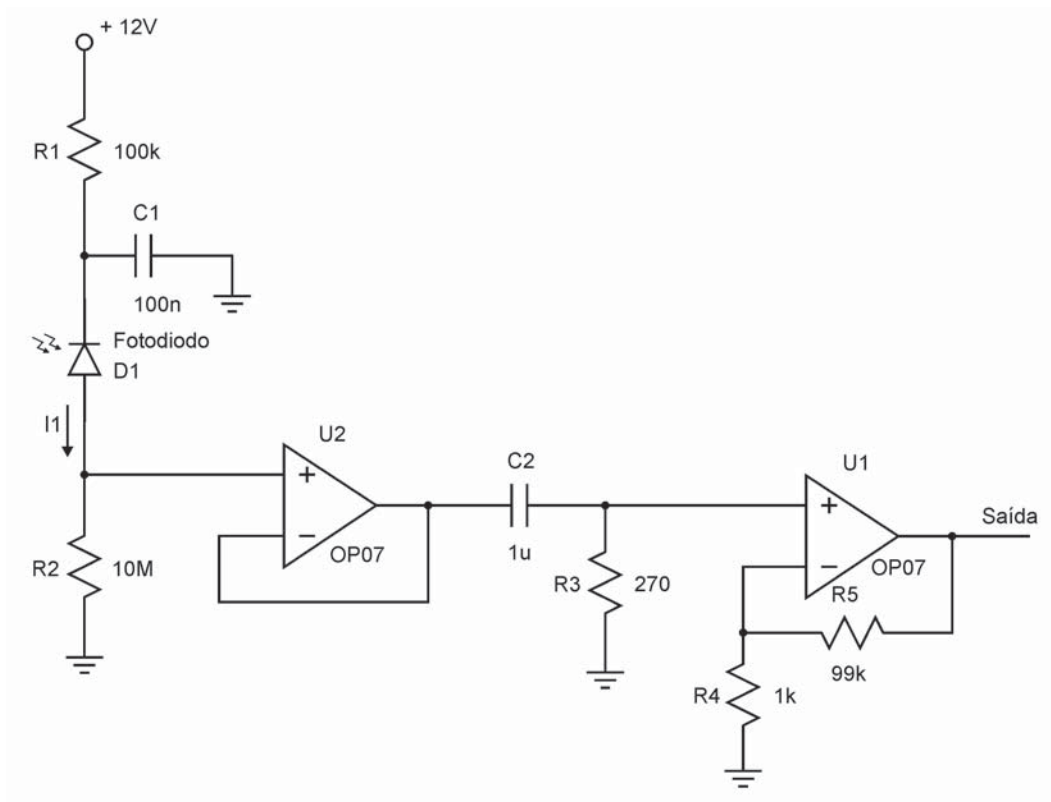 + 12V
R1
100k
C1
100n
Fotodiodo
D1
I1
U2
+
−
OP07
R2
10M
C2
1u
R3
270
U1
+
−
OP07
Saída
R5
99k
R4
1k